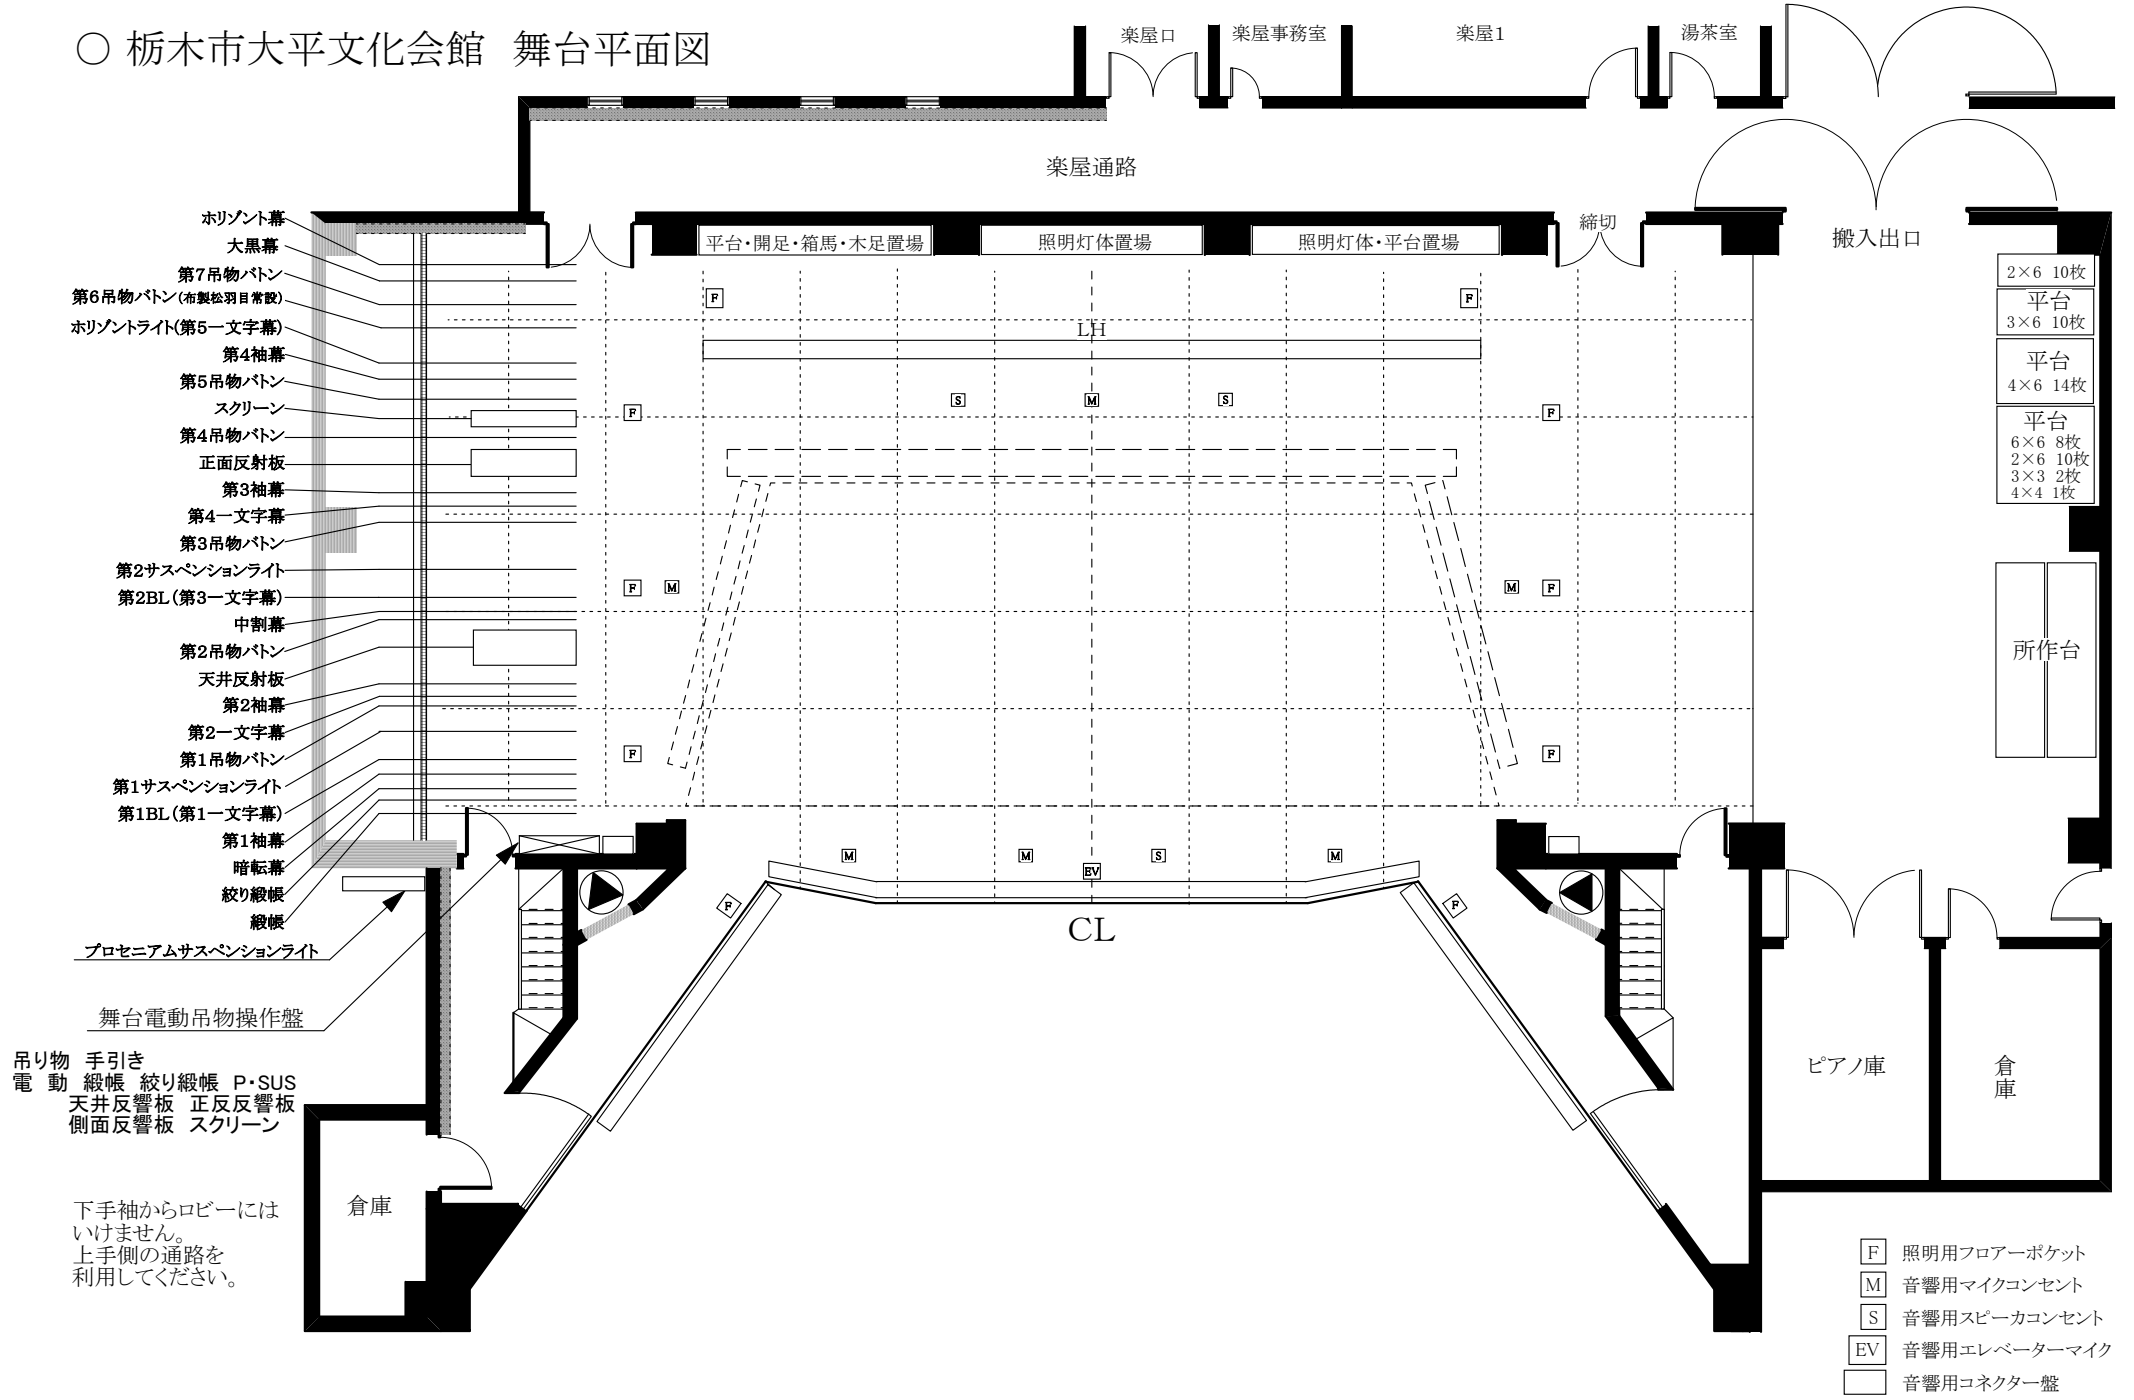 ○ 栃木市大平文化会館 舞台平面図
楽屋口
楽屋事務室
楽屋1
湯茶室
楽屋通路
締切
搬入出口
平台・開足・箱馬・木足置場
照明灯体置場
照明灯体・平台置場
ホリゾント幕
大黒幕
第7吊物バトン
第6吊物バトン(布製松羽目常設)
ホリゾントライト(第5一文字幕)
第4袖幕
第5吊物バトン
スクリーン
第4吊物バトン
正面反射板
第3袖幕
第4一文字幕
第3吊物バトン
第2サスペンションライト
第2BL(第3一文字幕)
中割幕
第2吊物バトン
天井反射板
第2袖幕
第2一文字幕
第1吊物バトン
第1サスペンションライト
第1BL(第1一文字幕)
第1袖幕
暗転幕
絞り緞帳
緞帳
プロセニアムサスペンションライト
舞台電動吊物操作盤
吊り物 手引き
電 動 緞帳 絞り緞帳 P・SUS
天井反響板 正反反響板
側面反響板 スクリーン
下手袖からロビーには
いけません。
上手側の通路を
利用してください。
倉庫
F
F
LH
S
M
S
F
F
F
M
M
F
F
F
M
M
EV
S
M
F
F
CL
2×6 10枚
平台
3×6 10枚
平台
4×6 14枚
平台
6×6 8枚
2×6 10枚
3×3 2枚
4×4 1枚
所作台
ピアノ庫
倉庫
F 照明用フロアーポケット
M 音響用マイクコンセント
S 音響用スピーカコンセント
EV 音響用エレベーターマイク
音響用コネクター盤